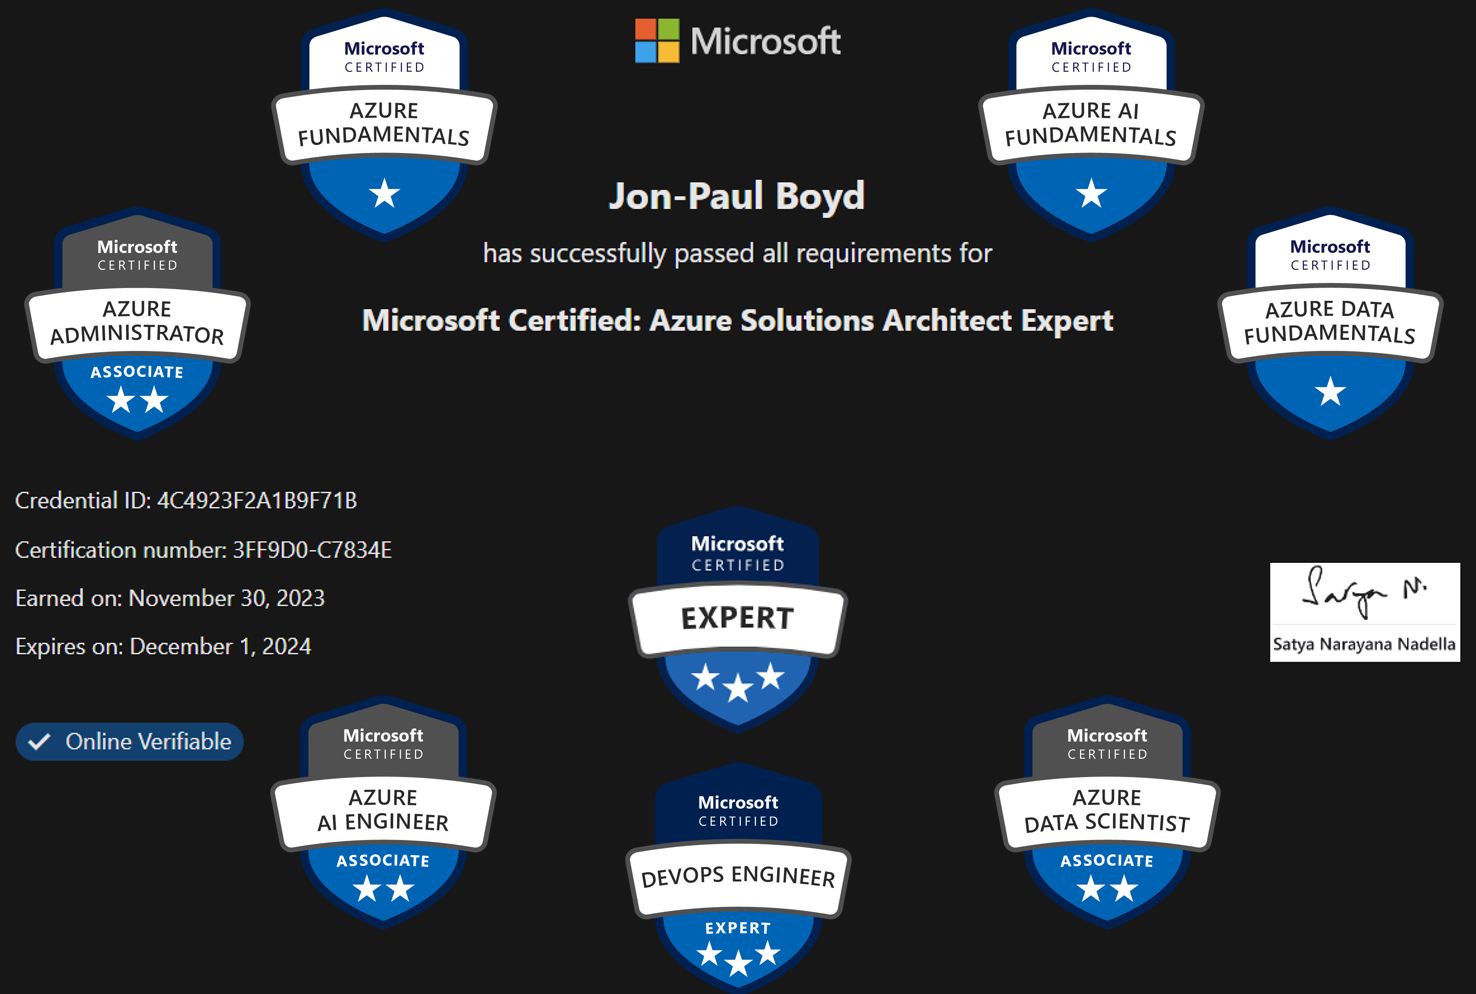 Microsoft
CERTIFIED
AZURE
FUNDAMENTALS
Microsoft
Microsoft
CERTIFIED
AZURE AI
FUNDAMENTALS
Jon-Paul Boyd
has successfully passed all requirements for
Microsoft Certified: Azure Solutions Architect Expert
Microsoft
CERTIFIED
AZURE
ADMINISTRATOR
ASSOCIATE
Microsoft
CERTIFIED
AZURE DATA
FUNDAMENTALS
Credential ID: 4C4923F2A1B9F71B
Certification number: 3FF9D0-C7834E
Earned on: November 30, 2023
Expires on: December 1, 2024
Online Verifiable
Microsoft
CERTIFIED
EXPERT
Satya N.
Satya Narayana Nadella
Microsoft
CERTIFIED
AZURE
AI ENGINEER
ASSOCIATE
Microsoft
CERTIFIED
DEVOPS ENGINEER
EXPERT
Microsoft
CERTIFIED
AZURE
DATA SCIENTIST
ASSOCIATE